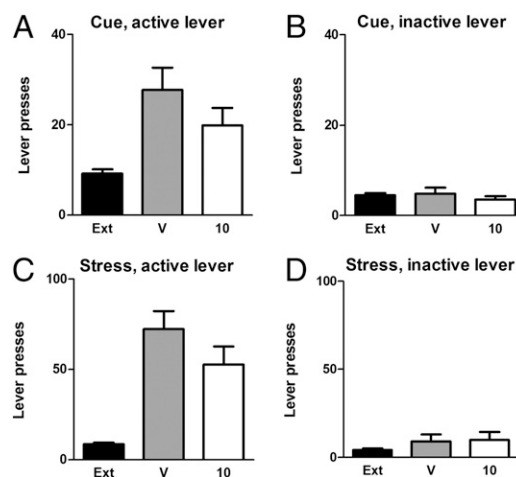 A
Cue, active lever
Lever presses
40
20
0
Ext V 10
B
Cue, inactive lever
Lever presses
40
20
0
Ext V 10
C
Stress, active lever
Lever presses
100
50
0
Ext V 10
D
Stress, inactive lever
Lever presses
100
50
0
Ext V 10